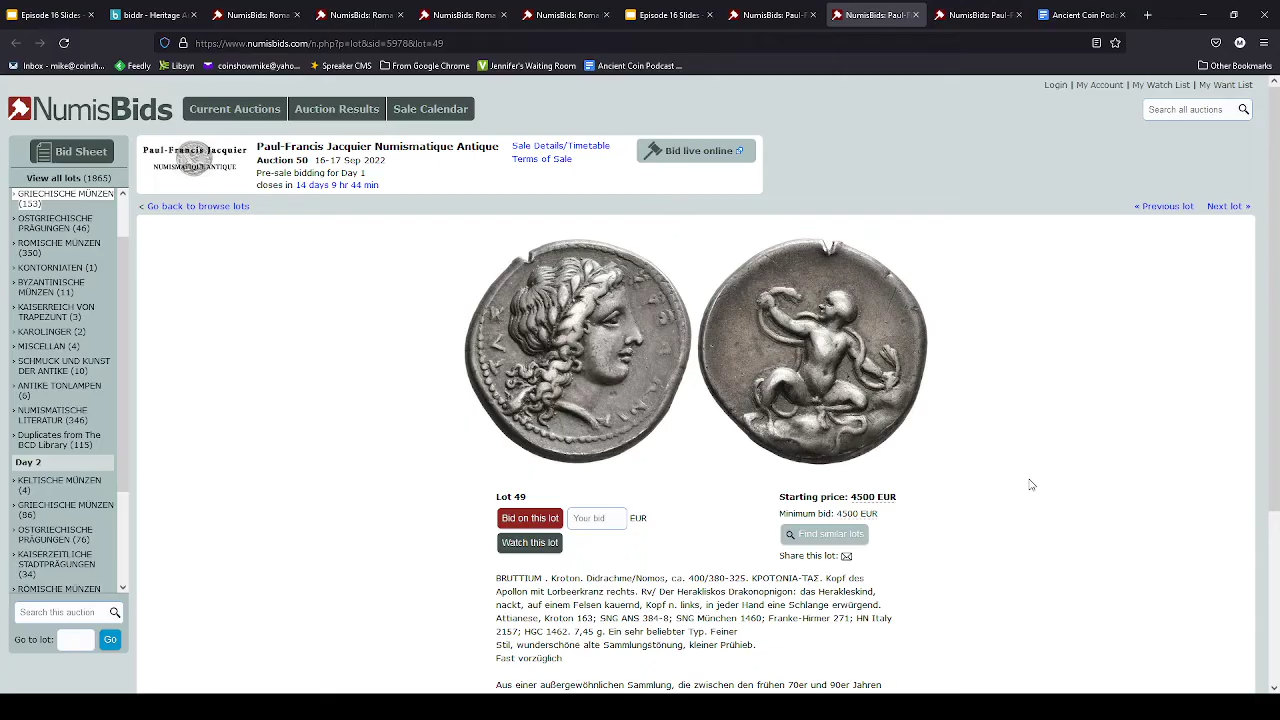 Episode 16 Slides -
biddr - Heritage A
NumisBids: Roma
NumisBids: Roma
NumisBids: Roma
NumisBids: Roma
Episode 16 Slides -
NumisBids: Paul-F
NumisBids: Paul-F
NumisBids: Paul-F
Ancient Coin Podc
https://www.numisbids.com/n.php?p=lot&sid=5978&lot=49
Inbox - mike@coinsh...
Feedly
Libsyn
coinshowmike@yaho...
Spreaker CMS
From Google Chrome
Jennifer's Waiting Room
Ancient Coin Podcast ...
Other Bookmarks
Login | My Account | My Watch List | My Want List
NumisBids
Current Auctions
Auction Results
Sale Calendar
Search all auctions
Bid Sheet
View all lots (1865)
GRIECHISCHE MÜNZEN
(153)
OSTGRIECHISCHE
PRÄGUNGEN (46)
RÖMISCHE MÜNZEN
(350)
KONTORNIATEN (1)
BYZANTINISCHE
MÜNZEN (11)
KAISERREICH VON
TRAPEZUNT (3)
KAROLINGER (2)
MISCELLAN (4)
SCHMUCK UND KUNST
DER ANTIKE (10)
ANTIKE TONLAMPEN
(6)
NUMISMATISCHE
LITERATUR (346)
Duplicates from The
BCD Library (115)
Day 2
KELTISCHE MÜNZEN
(4)
GRIECHISCHE MÜNZEN
(86)
OSTGRIECHISCHE
PRÄGUNGEN (76)
KAISERZEITLICHE
STADTPRÄGUNGEN
(34)
RÖMISCHE MÜNZEN
Search this auction
Go to lot:
Go
Paul-Francis Jacquier
NUMISMATIQUE ANTIQUE
Paul-Francis Jacquier Numismatique Antique
Auction 50 16-17 Sep 2022
Pre-sale bidding for Day 1
closes in 14 days 9 hr 44 min
Sale Details/Timetable
Terms of Sale
Bid live online
< Go back to browse lots
« Previous lot
Next lot »
Lot 49
Bid on this lot
Your bid
EUR
Watch this lot
Starting price: 4500 EUR
Minimum bid: 4500 EUR
Find similar lots
Share this lot:
BRUTTIUM . Kroton. Didrachme/Nomos, ca. 400/380-325. ΚΡΟΤΩΝΙΑ-ΤΑΣ. Kopf des
Apollon mit Lorbeerkranz rechts. Rv/ Der Herakliskos Drakonopnigon: das Herakleskind,
nackt, auf einem Felsen kauernd, Kopf n. links, in jeder Hand eine Schlange erwürgend.
Attianese, Kroton 163; SNG ANS 384-8; SNG München 1460; Franke-Hirmer 271; HN Italy
2157; HGC 1462. 7,45 g. Ein sehr beliebter Typ. Feiner
Stil, wunderschöne alte Sammlungstönung, kleiner Prühieb.
Fast vorzüglich
Aus einer außergewöhnlichen Sammlung, die zwischen den frühen 70er und 90er Jahren